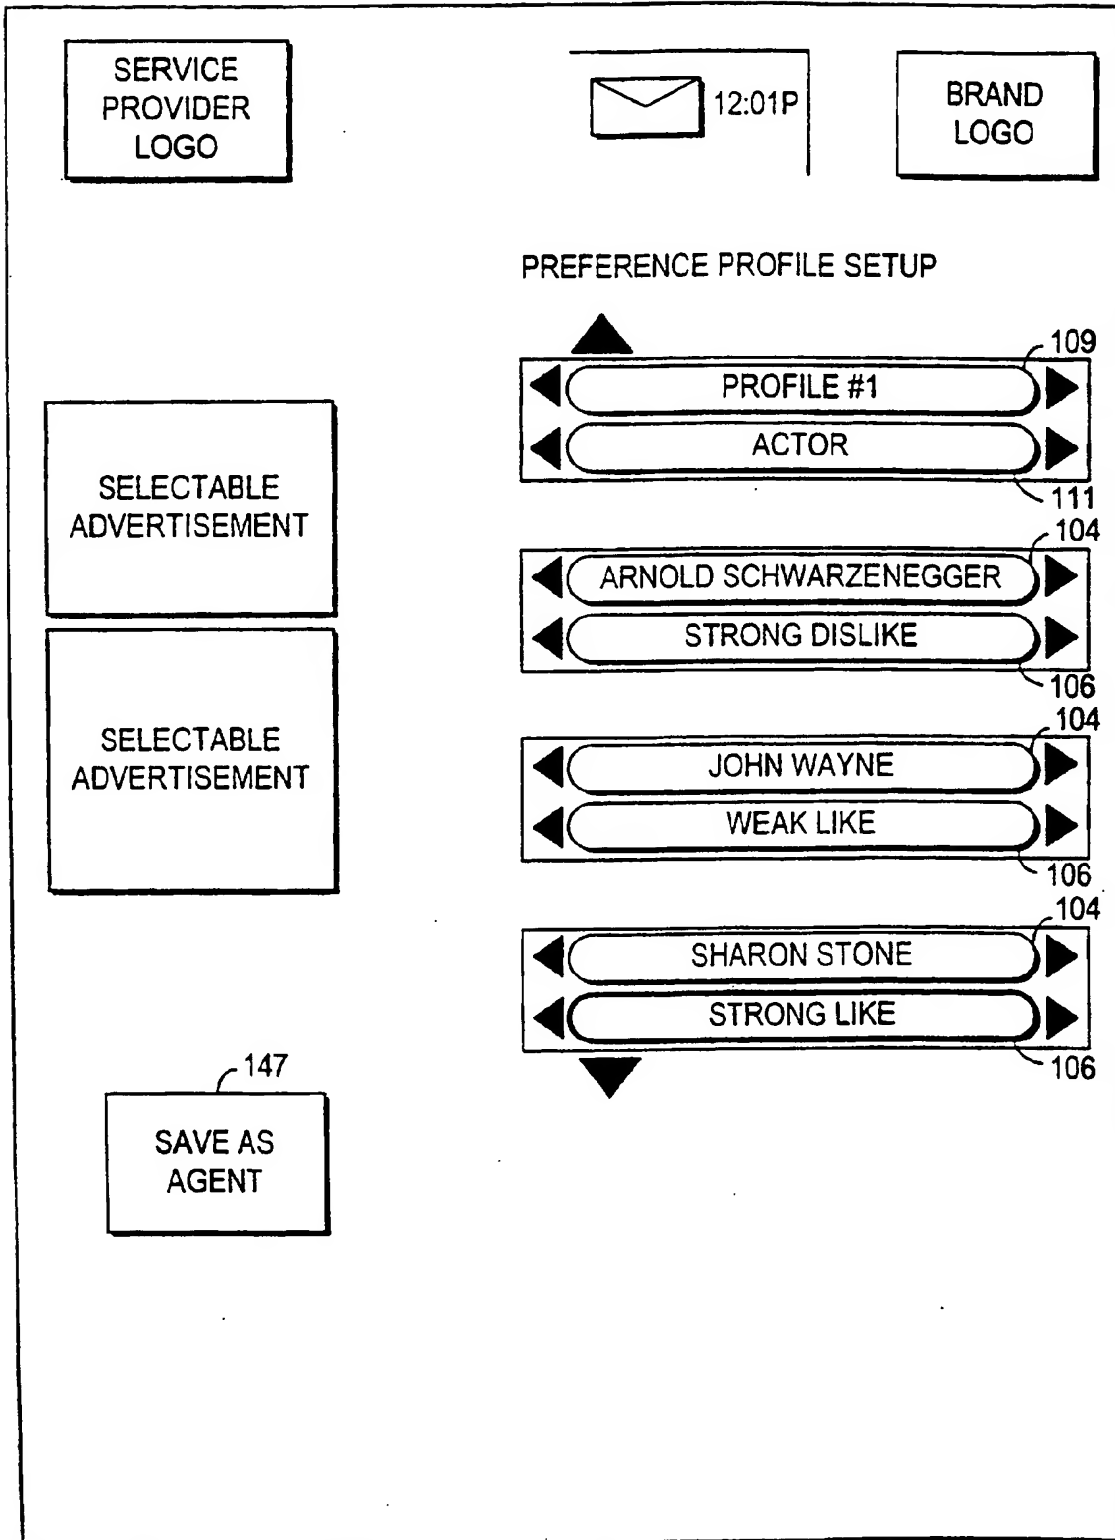 SERVICE
PROVIDER
LOGO
12:01P
BRAND
LOGO
PREFERENCE PROFILE SETUP
109
PROFILE #1
ACTOR
111
SELECTABLE
ADVERTISEMENT
104
ARNOLD SCHWARZENEGGER
STRONG DISLIKE
106
SELECTABLE
ADVERTISEMENT
104
JOHN WAYNE
WEAK LIKE
106
104
SHARON STONE
STRONG LIKE
106
147
SAVE AS
AGENT